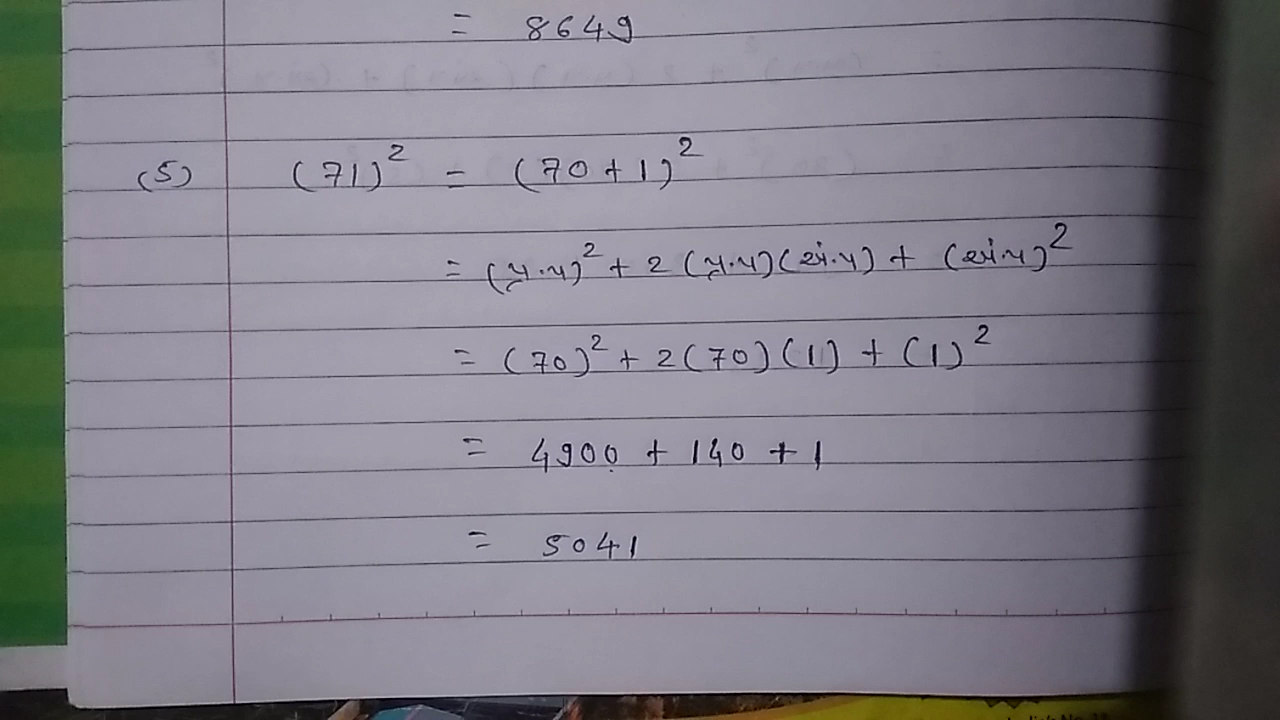 = 8649
(5) (71)² = (70 + 1)²
= (પ્ર.પ)² + 2 (પ્ર.પ)(દ્વિ.પ) + (દ્વિ.પ)²
= (70)² + 2(70)(1) + (1)²
= 4900 + 140 + 1
= 5041